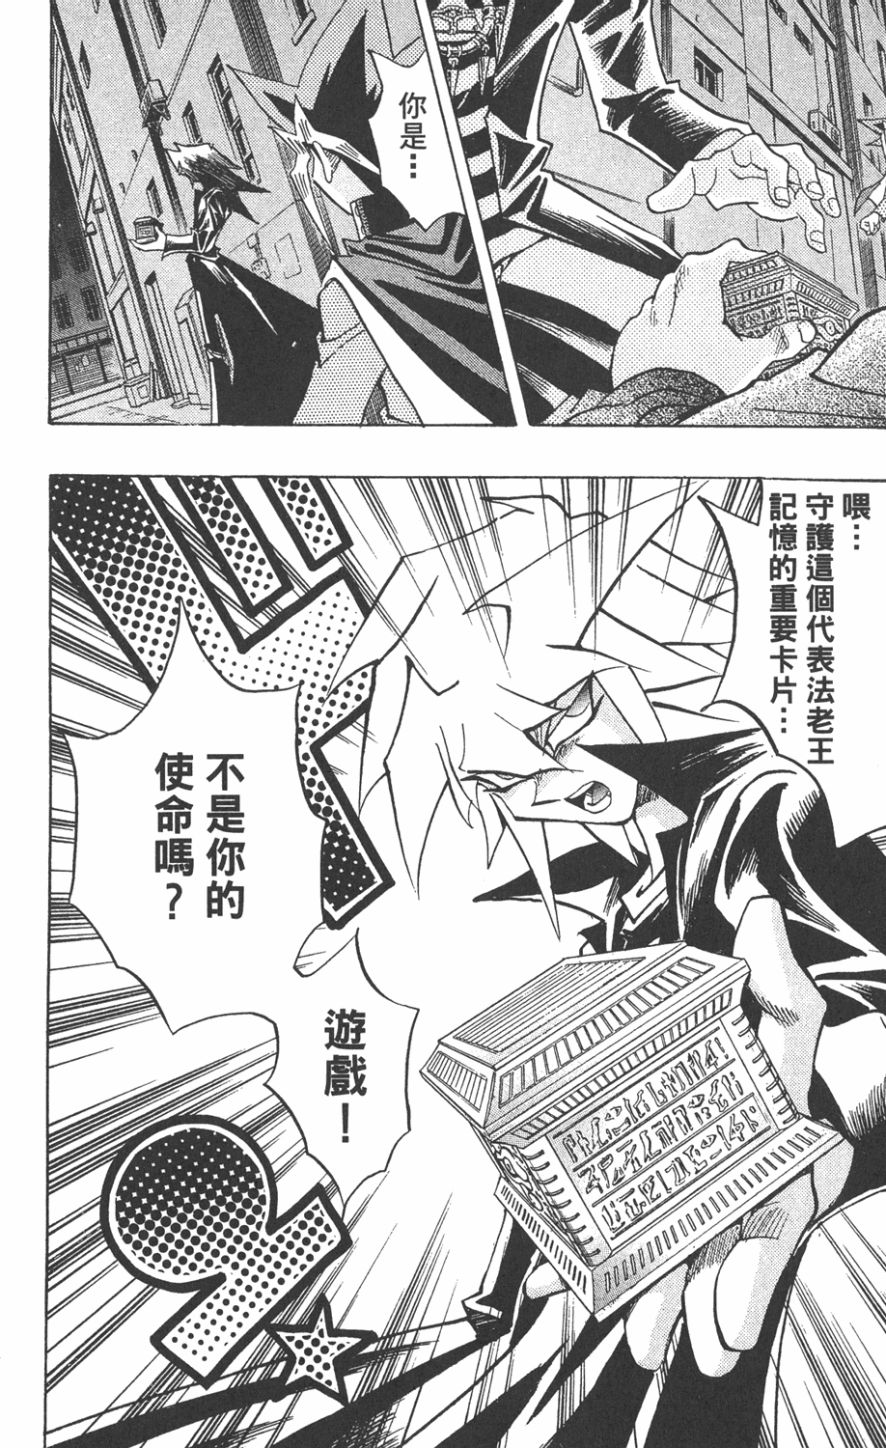 你是…
喂…
守護這個代表法老王
記憶的重要卡片…
不是你的
使命嗎？
遊戲！